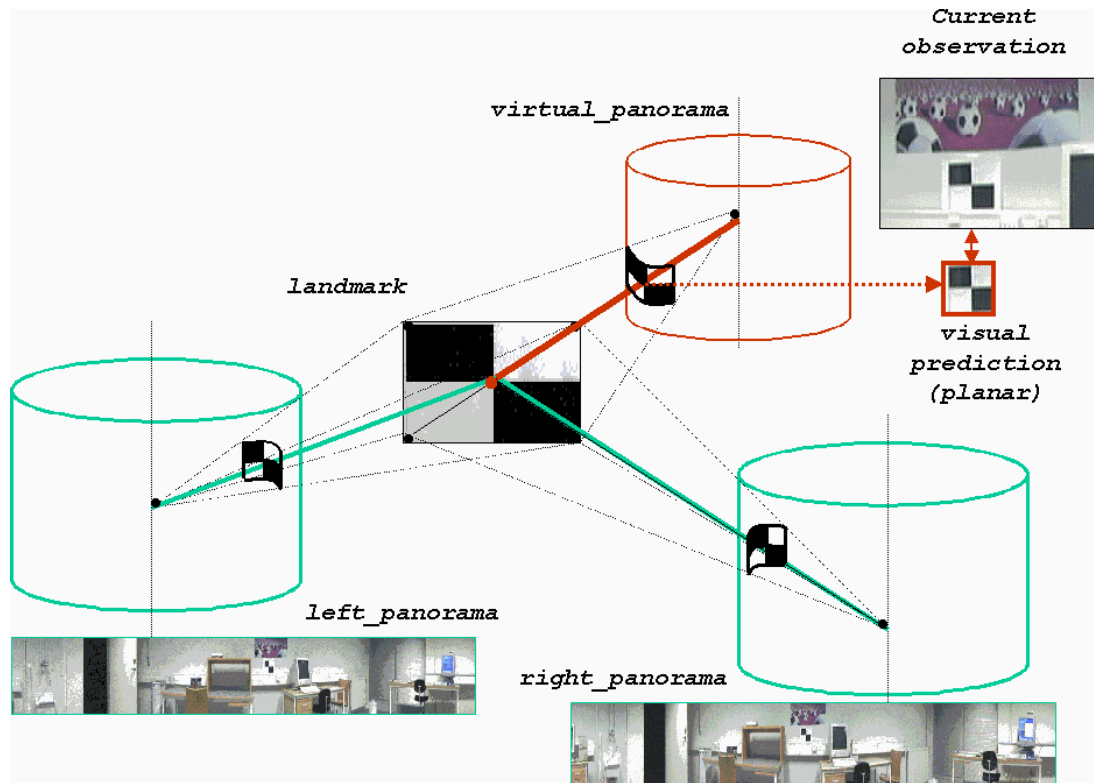 Current
observation
virtual_panorama
landmark
visual
prediction
(planar)
left_panorama
right_panorama